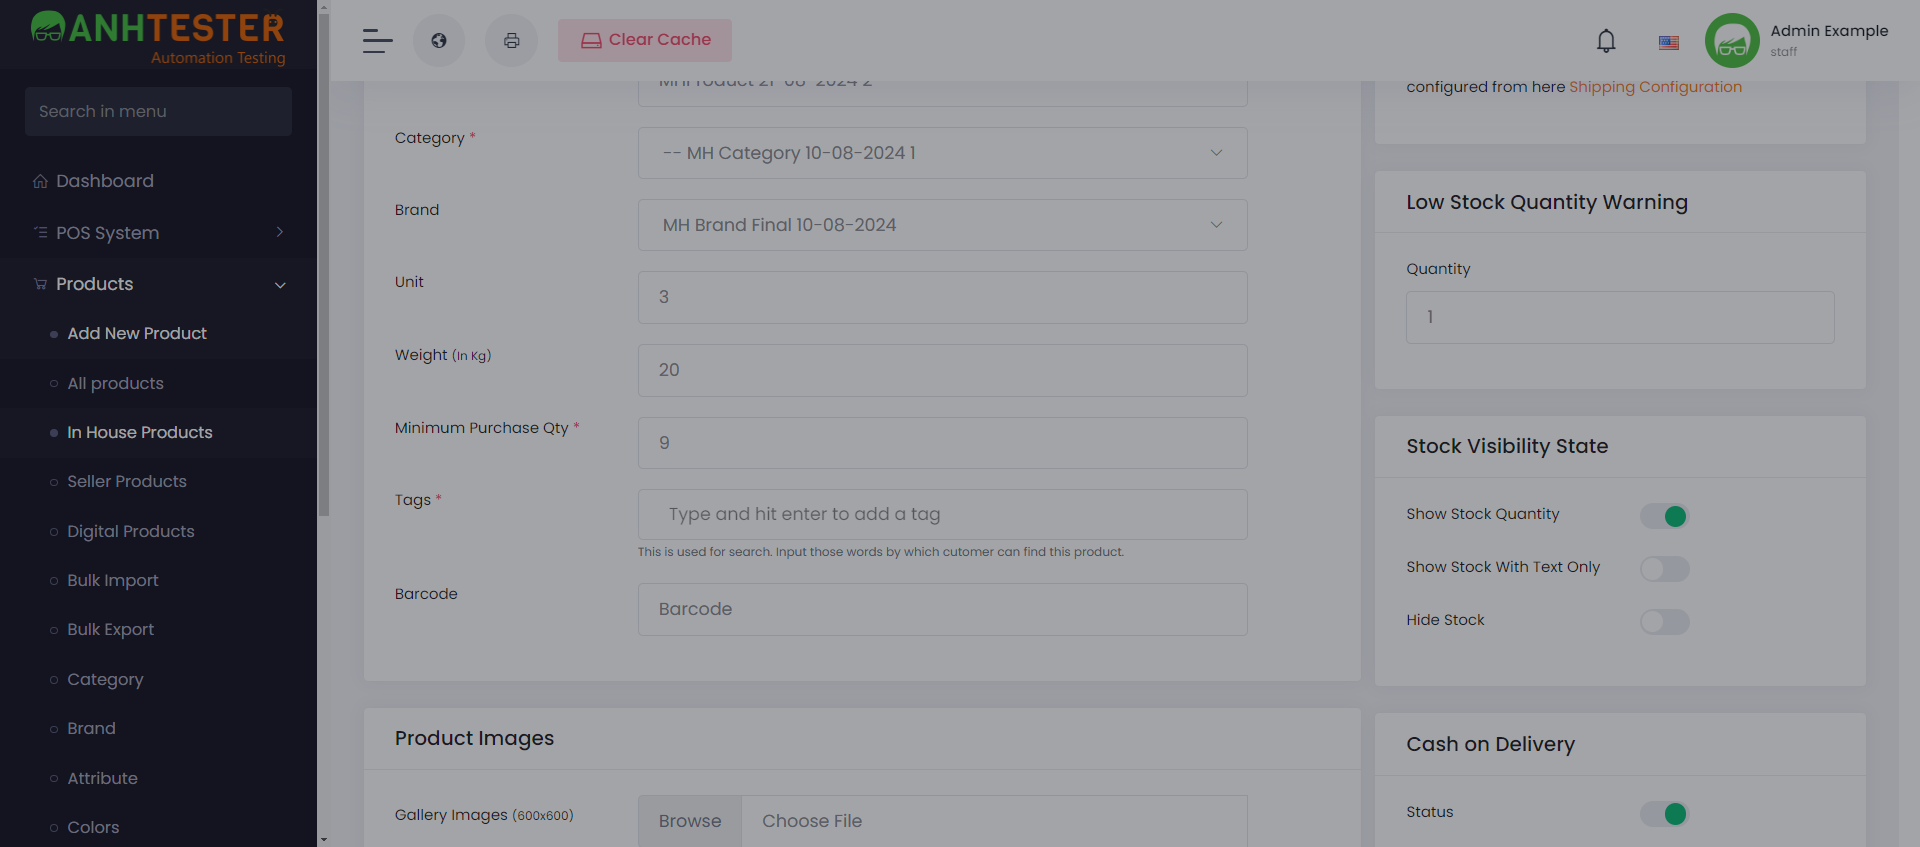 ANHTESTER
Automation Testing
Search in menu
Dashboard
POS System
Products
Add New Product
All products
In House Products
Seller Products
Digital Products
Bulk Import
Bulk Export
Category
Brand
Attribute
Colors
Clear Cache
Admin Example
staff
Category *
-- MH Category 10-08-2024 1
Brand
MH Brand Final 10-08-2024
Unit
3
Weight (In Kg)
20
Minimum Purchase Qty *
9
Tags *
Type and hit enter to add a tag
This is used for search. Input those words by which cutomer can find this product.
Barcode
Barcode
Product Images
Gallery Images (600x600)
Browse
Choose File
configured from here Shipping Configuration
Low Stock Quantity Warning
Quantity
1
Stock Visibility State
Show Stock Quantity
Show Stock With Text Only
Hide Stock
Cash on Delivery
Status